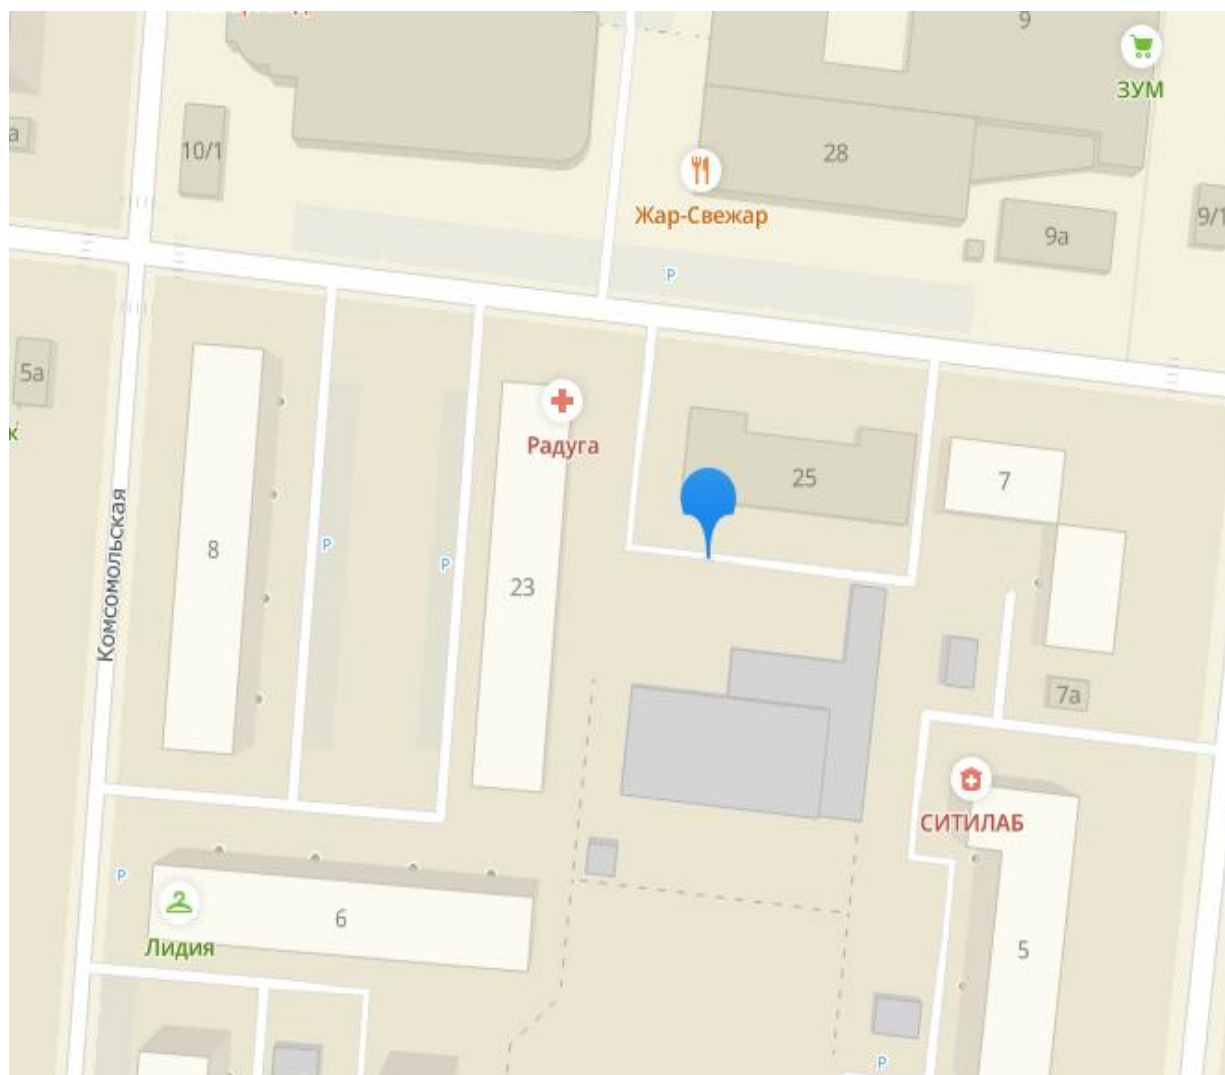 9
ЗУМ
а
10/1
28
Жар-Свежар
9а
9/1
P
5а
Радуга
к
25
7
Комсомольская
8
P
P
23
7а
СИТИЛАБ
P
6
Лидия
5
P